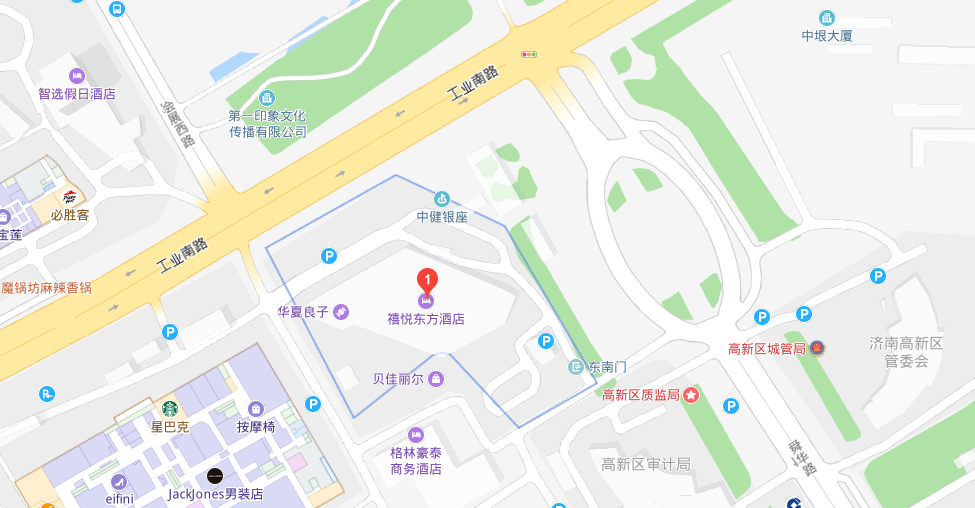 中垠大厦
工业南路
智选假日酒店
会展西路
第一印象文化
传播有限公司
必胜客
宝莲
中健银座
工业南路
魔锅坊麻辣香锅
P
1
华夏良子
禧悦东方酒店
P
P
P
P
P
高新区城管局
济南高新区
管委会
东南门
贝佳丽尔
高新区质监局
P
P
P
星巴克
按摩椅
格林豪泰
商务酒店
高新区审计局
舜华路
eifini
JackJones男装店
P